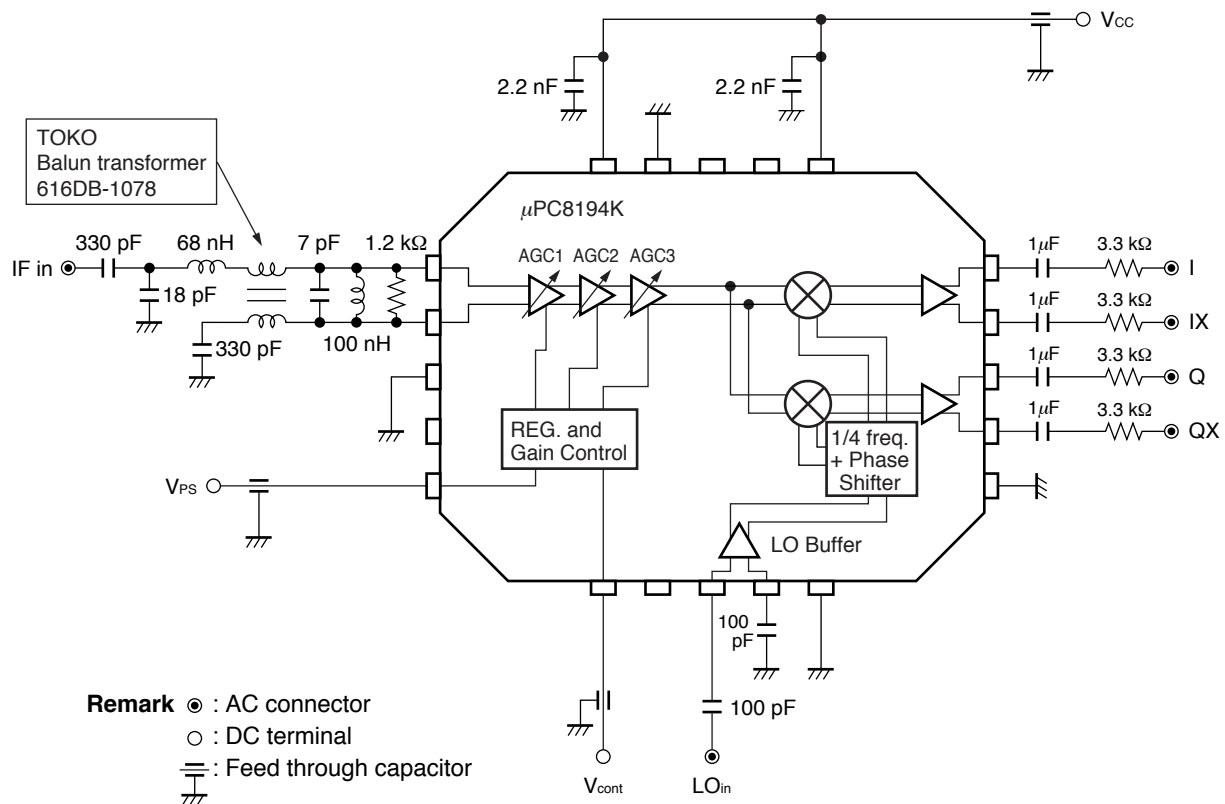 VCC
2.2 nF
2.2 nF
TOKO
Balun transformer
616DB-1078
μPC8194K
330 pF
68 nH
7 pF
1.2 kΩ
IF in
18 pF
330 pF
100 nH
AGC1
AGC2
AGC3
1μF
3.3 kΩ
I
1μF
3.3 kΩ
IX
1μF
3.3 kΩ
Q
1μF
3.3 kΩ
QX
REG. and
Gain Control
1/4 freq.
+ Phase
Shifter
VPS
LO Buffer
100
pF
100 pF
Vcont
LOin
Remark
: AC connector
: DC terminal
: Feed through capacitor